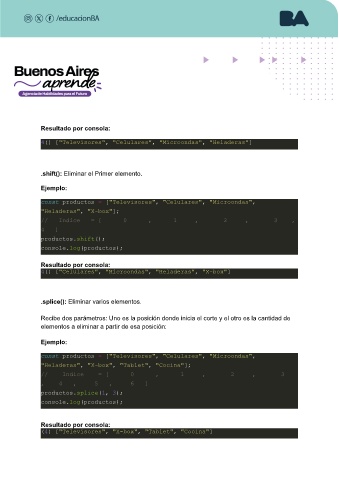 /educacionBA
BA
Buenos Aires
aprende
Agencia de Habilidades para el Futuro
Resultado por consola:
["Televisores", "Celulares", "Microondas", "Heladeras"]
.shift(): Eliminar el Primer elemento.
Ejemplo:
const productos = ["Televisores", "Celulares", "Microondas",
"Heladeras", "X-box"];
// Indice = [ 0 , 1 , 2 , 3 ,
4 ]
productos.shift();
console.log(productos);
Resultado por consola:
["Celulares", "Microondas", "Heladeras", "X-box"]
.splice(): Eliminar varios elementos.
Recibe dos parámetros: Uno es la posición donde inicia el corte y el otro es la cantidad de
elementos a eliminar a partir de esa posición:
Ejemplo:
const productos = ["Televisores", "Celulares", "Microondas",
"Heladeras", "X-box", "Tablet", "Cocina"];
// Indice = [ 0 , 1 , 2 , 3
, 4 , 5 , 6 ]
productos.splice(1, 3);
console.log(productos);
Resultado por consola:
["Televisores", "X-box", "Tablet", "Cocina"]